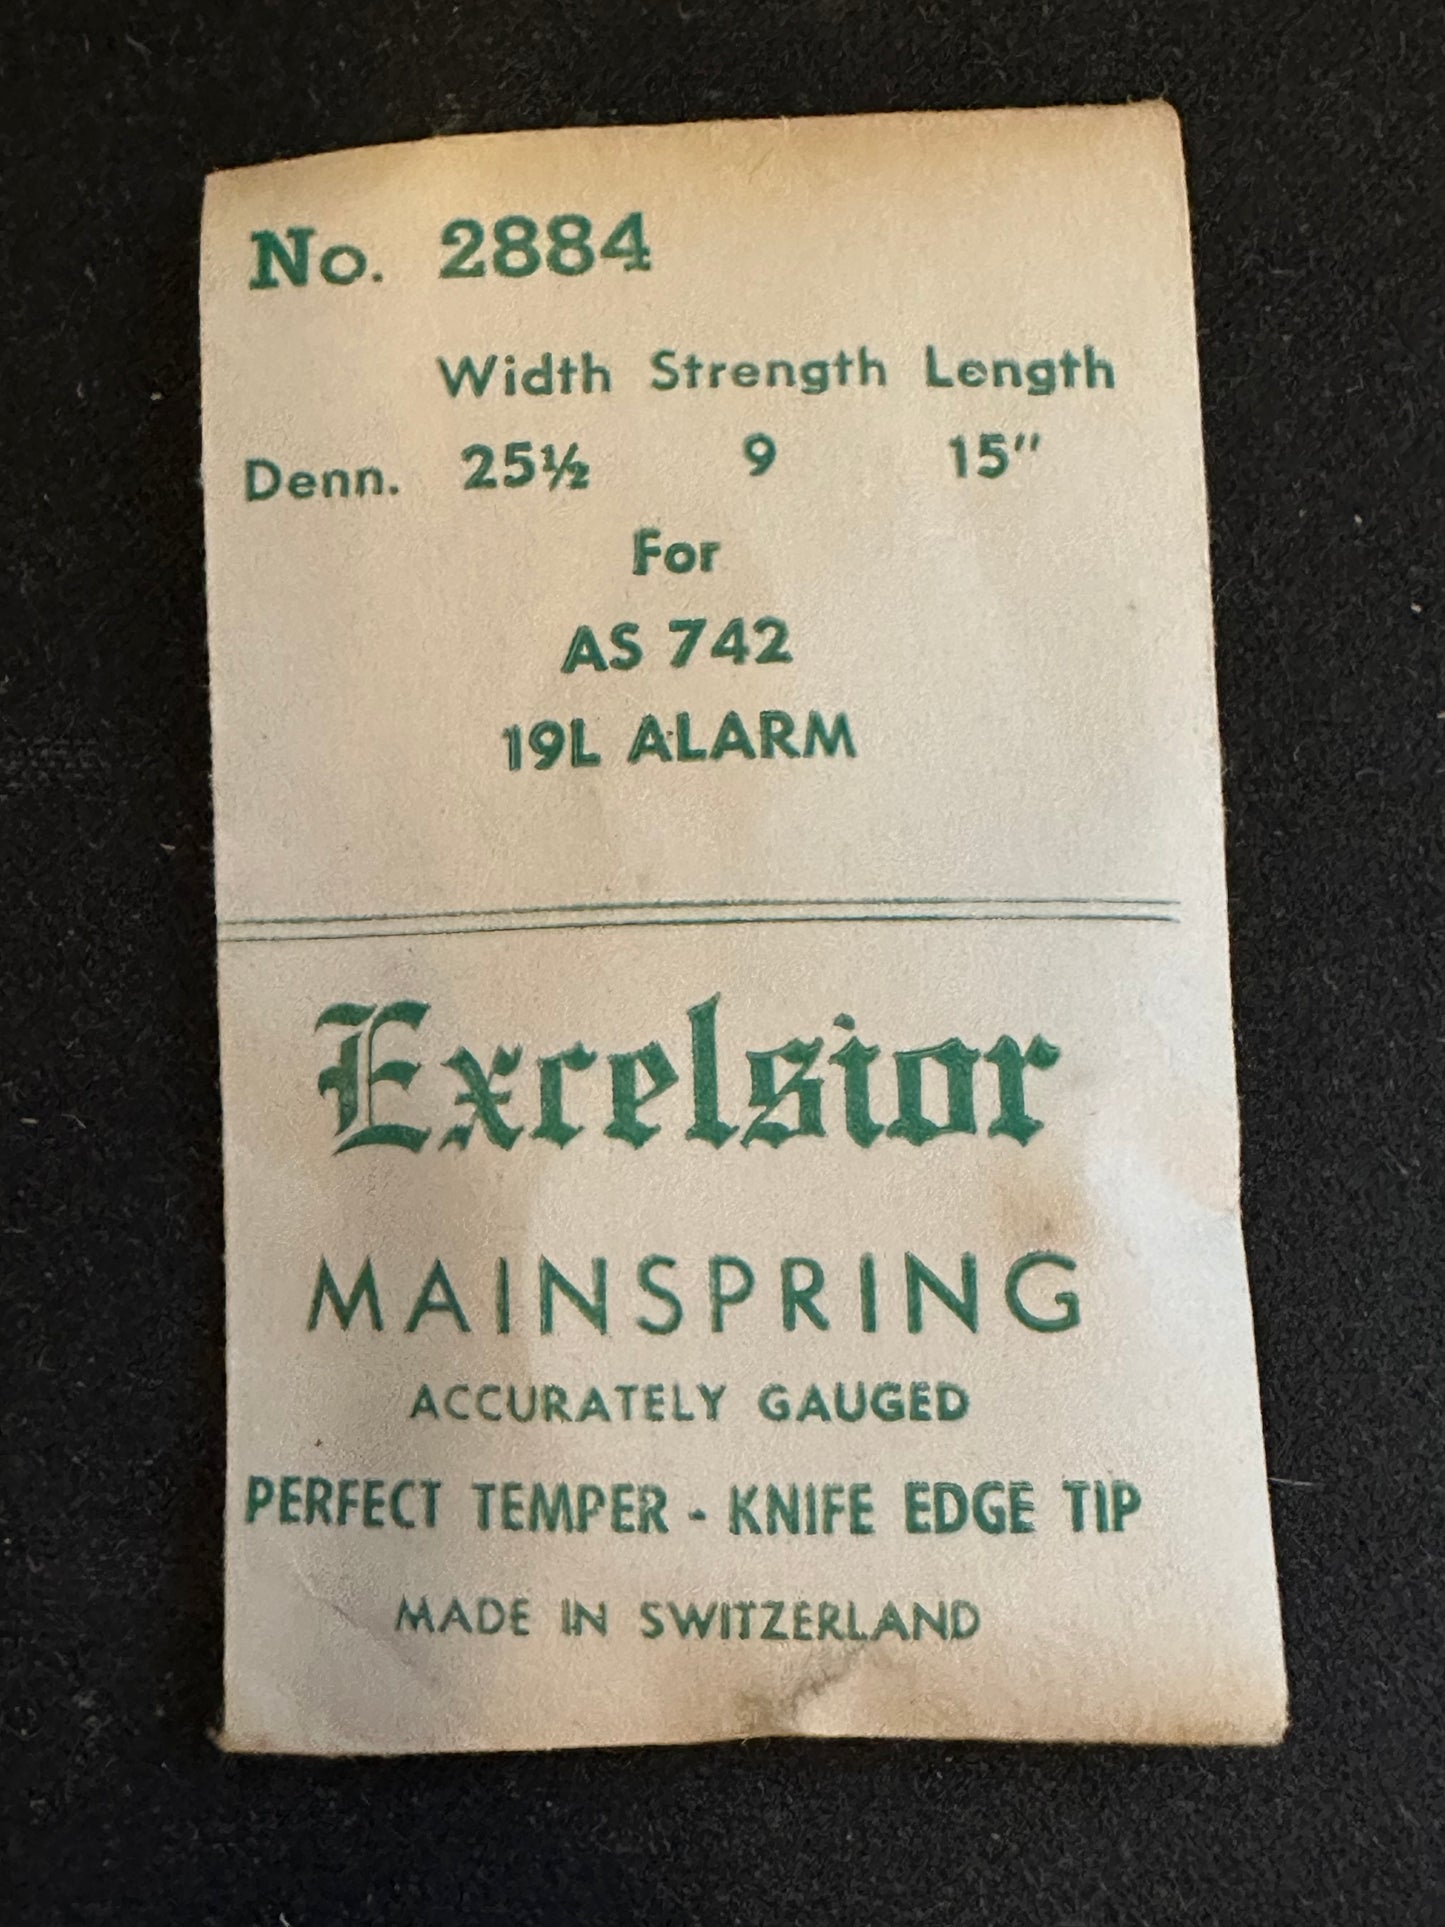 No. 2884
Width Strength Length
Denn. 25½ 9 15"
For
AS 742
19L ALARM
Excelsior
MAINSPRING
ACCURATELY GAUGED
PERFECT TEMPER - KNIFE EDGE TIP
MADE IN SWITZERLAND